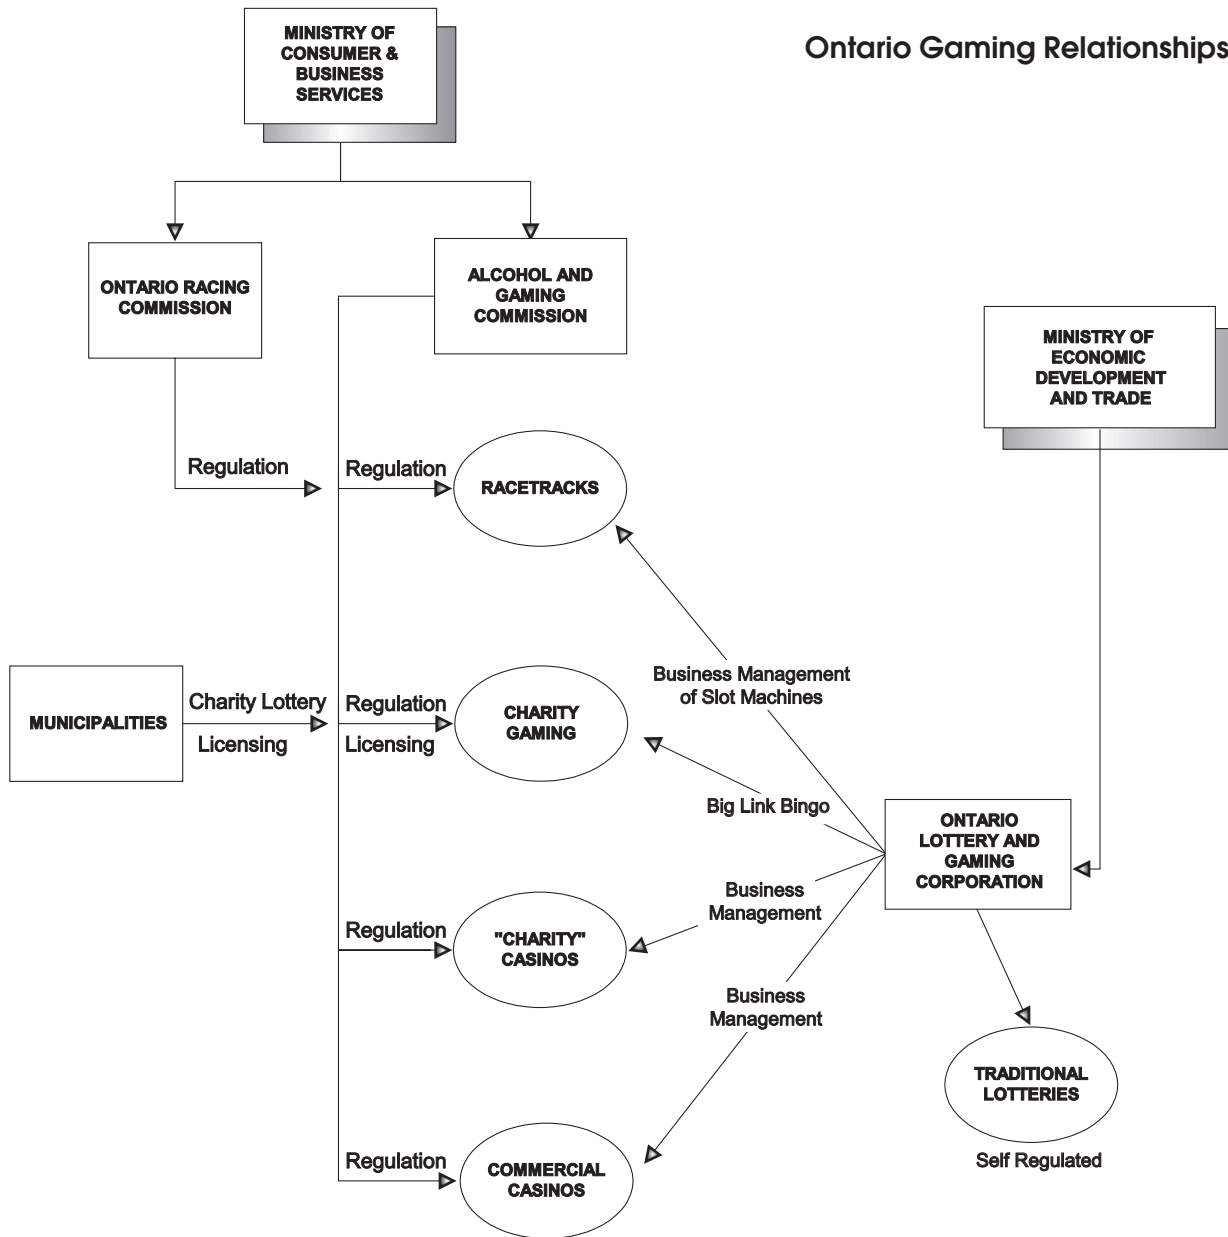 Ontario Gaming Relationships
MINISTRY OF
CONSUMER &
BUSINESS
SERVICES
ONTARIO RACING
COMMISSION
ALCOHOL AND
GAMING
COMMISSION
MINISTRY OF
ECONOMIC
DEVELOPMENT
AND TRADE
Regulation
Regulation
RACETRACKS
Business Management
of Slot Machines
MUNICIPALITIES
Charity Lottery
Licensing
Regulation
Licensing
CHARITY
GAMING
Big Link Bingo
ONTARIO
LOTTERY AND
GAMING
CORPORATION
Business
Management
Regulation
"CHARITY"
CASINOS
Business
Management
TRADITIONAL
LOTTERIES
Self Regulated
Regulation
COMMERCIAL
CASINOS